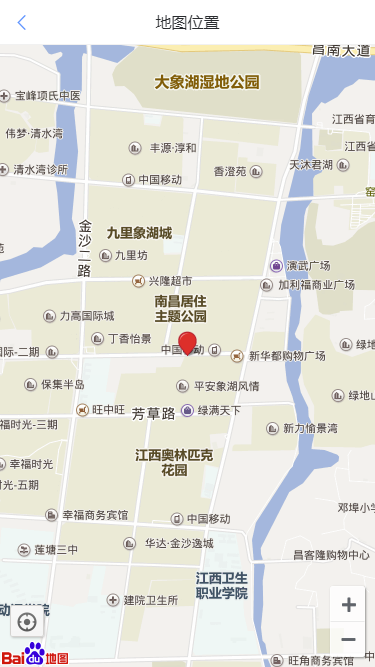 地图位置
昌南大道
大象湖湿地公园
宝峰项氏中医
江西省育
伟梦·清水湾
丰源·淳和
江西省
清水湾诊所
天沐君湖
香澄苑
中国移动
窑
金沙二路
九里象湖城
九里坊
演武广场
兴隆超市
加利福商业广场
南昌居住
主题公园
力高国际城
丁香怡景
绿地
国际-二期
中国移动
新华都购物广场
保集半岛
平安象湖风情
绿地山
旺中旺
芳草路
绿满天下
福时光-三期
新力愉景湾
江西奥林匹克
花园
幸福时光
时光-五期
邓埠小学
幸福商务宾馆
中国移动
莲塘三中
华达·金沙逸城
昌客隆购物中心
江西卫生
职业学院
建院卫生所
+
−
Bai du 地图
旺角商务宾馆